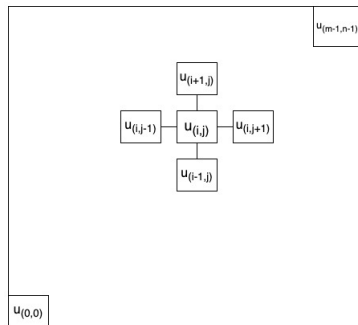 u(m-1,n-1)
u(i+1,j)
u(i,j-1) u(i,j) u(i,j+1)
u(i-1,j)
u(0,0)